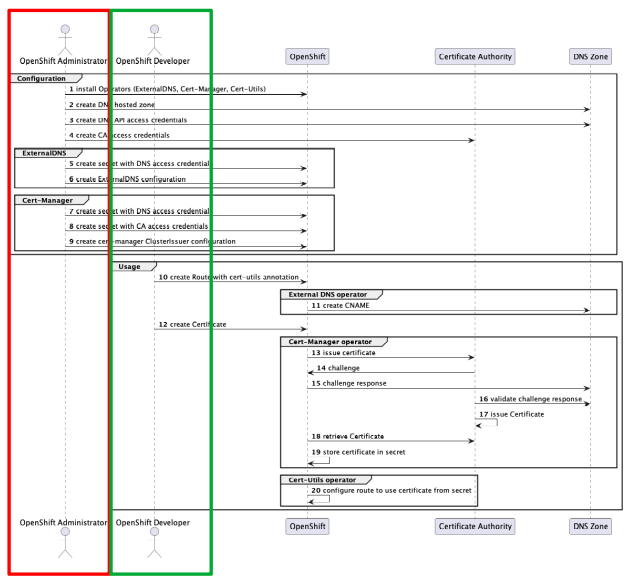 OpenShift Administrator
OpenShift Developer
OpenShift
Certificate Authority
DNS Zone
Configuration
1 install Operators (ExternalDNS, Cert-Manager, Cert-Utils)
2 create DNS hosted zone
3 create DNS API access credentials
4 create CA access credentials
ExternalDNS
5 create secret with DNS access credentials
6 create ExternalDNS configuration
Cert-Manager
7 create secret with DNS access credentials
8 create secret with CA access credentials
9 create cert-manager ClusterIssuer configuration
Usage
10 create Route with cert-utils annotation
External DNS operator
11 create CNAME
12 create Certificate
Cert-Manager operator
13 issue certificate
14 challenge
15 challenge response
16 validate challenge response
17 issue Certificate
18 retrieve Certificate
19 store certificate in secret
Cert-Utils operator
20 configure route to use certificate from secret
OpenShift Administrator
OpenShift Developer
OpenShift
Certificate Authority
DNS Zone